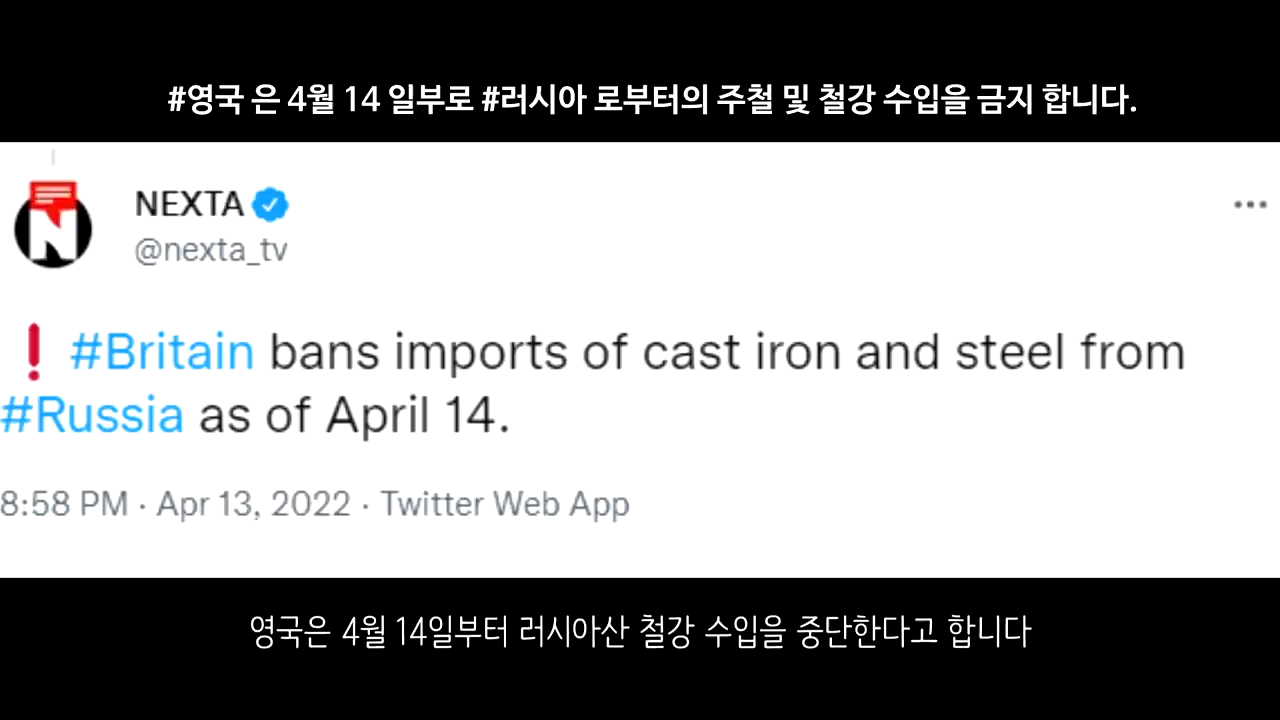 #영국 은 4월 14 일부로 #러시아 로부터의 주철 및 철강 수입을 금지 합니다.
NEXTA
@nexta_tv
❗ #Britain bans imports of cast iron and steel from
#Russia as of April 14.
8:58 PM · Apr 13, 2022 · Twitter Web App
영국은 4월 14일부터 러시아산 철강 수입을 중단한다고 합니다